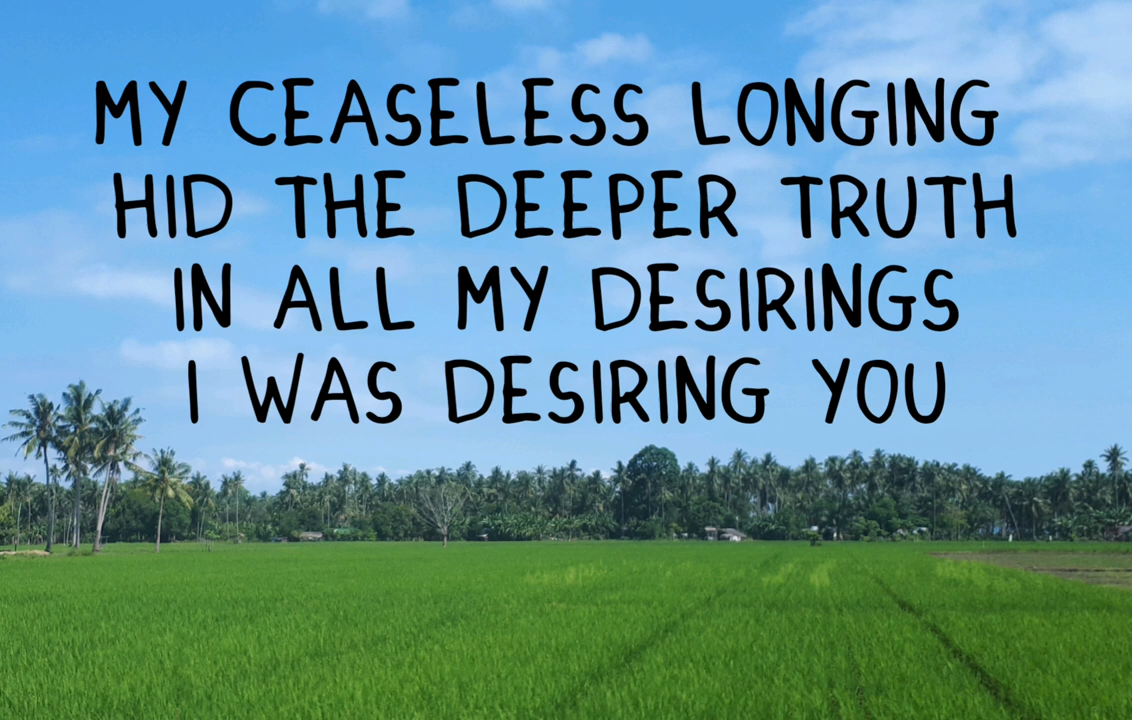 MY CEASELESS LONGING
HID THE DEEPER TRUTH
IN ALL MY DESIRINGS
I WAS DESIRING YOU